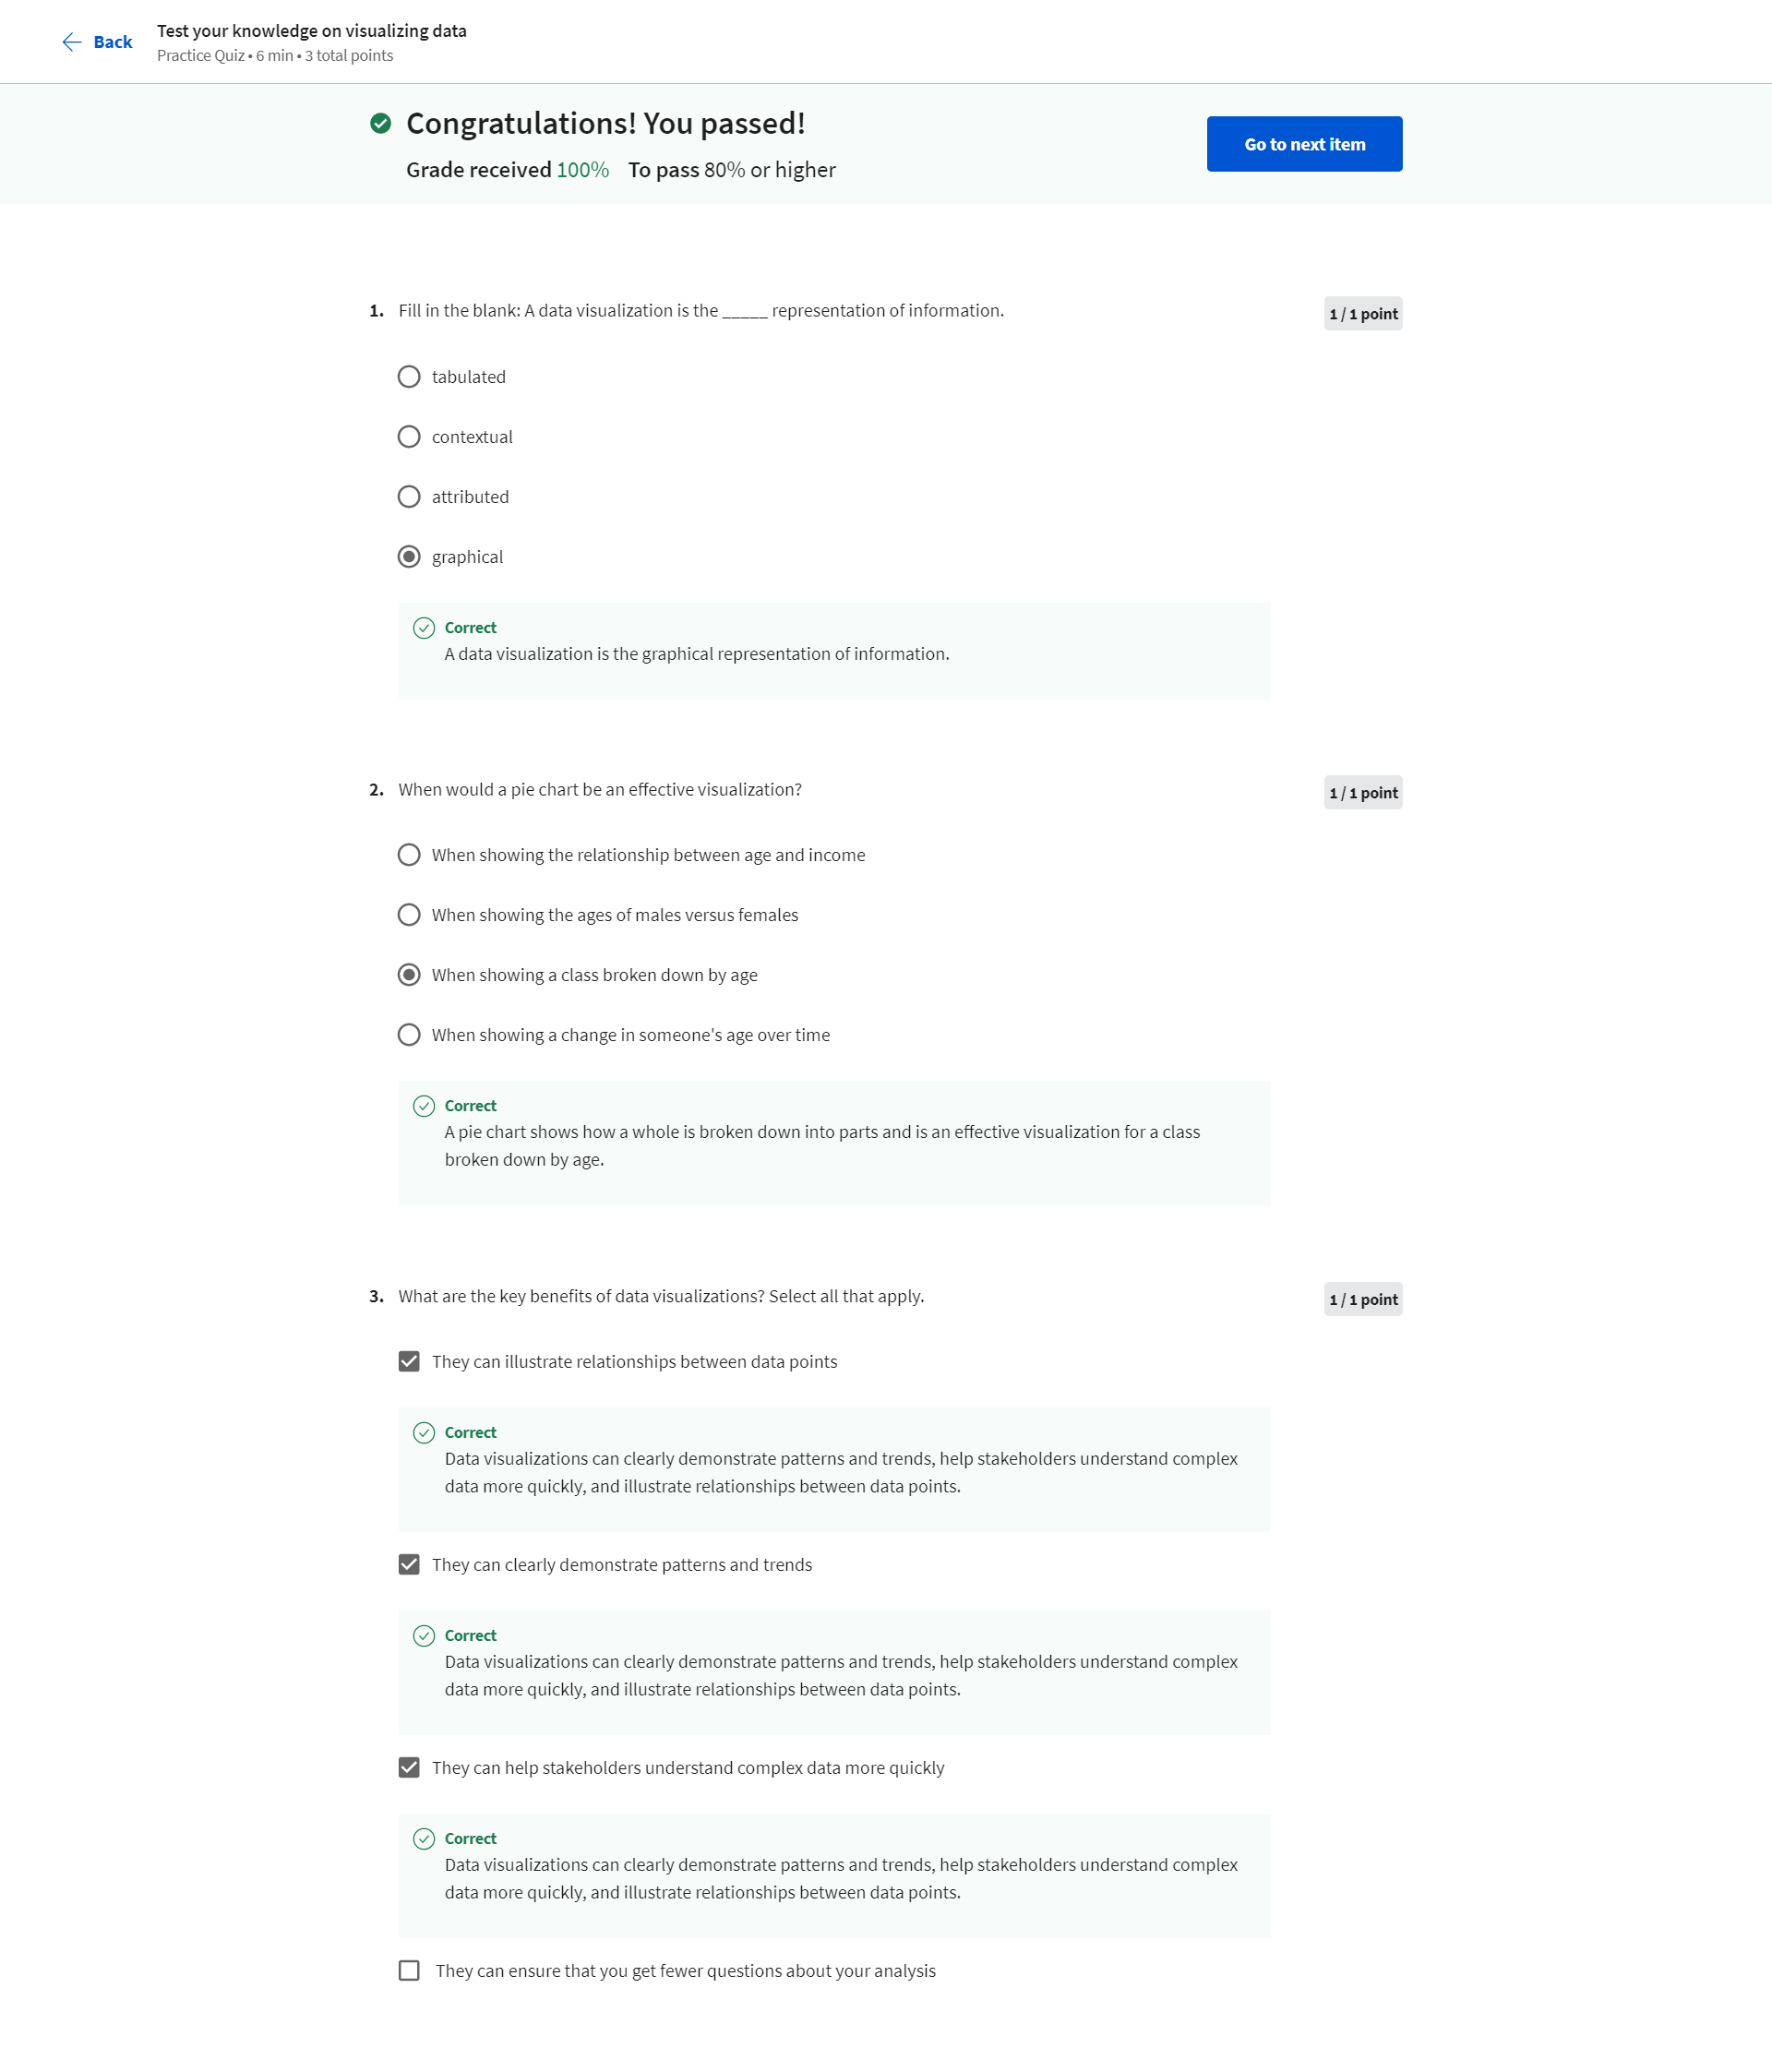 Back
Test your knowledge on visualizing data
Practice Quiz • 6 min • 3 total points
Congratulations! You passed!
Grade received 100% To pass 80% or higher
Go to next item
1. Fill in the blank: A data visualization is the _____ representation of information.
1 / 1 point
tabulated
contextual
attributed
graphical
Correct
A data visualization is the graphical representation of information.
2. When would a pie chart be an effective visualization?
1 / 1 point
When showing the relationship between age and income
When showing the ages of males versus females
When showing a class broken down by age
When showing a change in someone's age over time
Correct
A pie chart shows how a whole is broken down into parts and is an effective visualization for a class
broken down by age.
3. What are the key benefits of data visualizations? Select all that apply.
1 / 1 point
They can illustrate relationships between data points
Correct
Data visualizations can clearly demonstrate patterns and trends, help stakeholders understand complex
data more quickly, and illustrate relationships between data points.
They can clearly demonstrate patterns and trends
Correct
Data visualizations can clearly demonstrate patterns and trends, help stakeholders understand complex
data more quickly, and illustrate relationships between data points.
They can help stakeholders understand complex data more quickly
Correct
Data visualizations can clearly demonstrate patterns and trends, help stakeholders understand complex
data more quickly, and illustrate relationships between data points.
They can ensure that you get fewer questions about your analysis